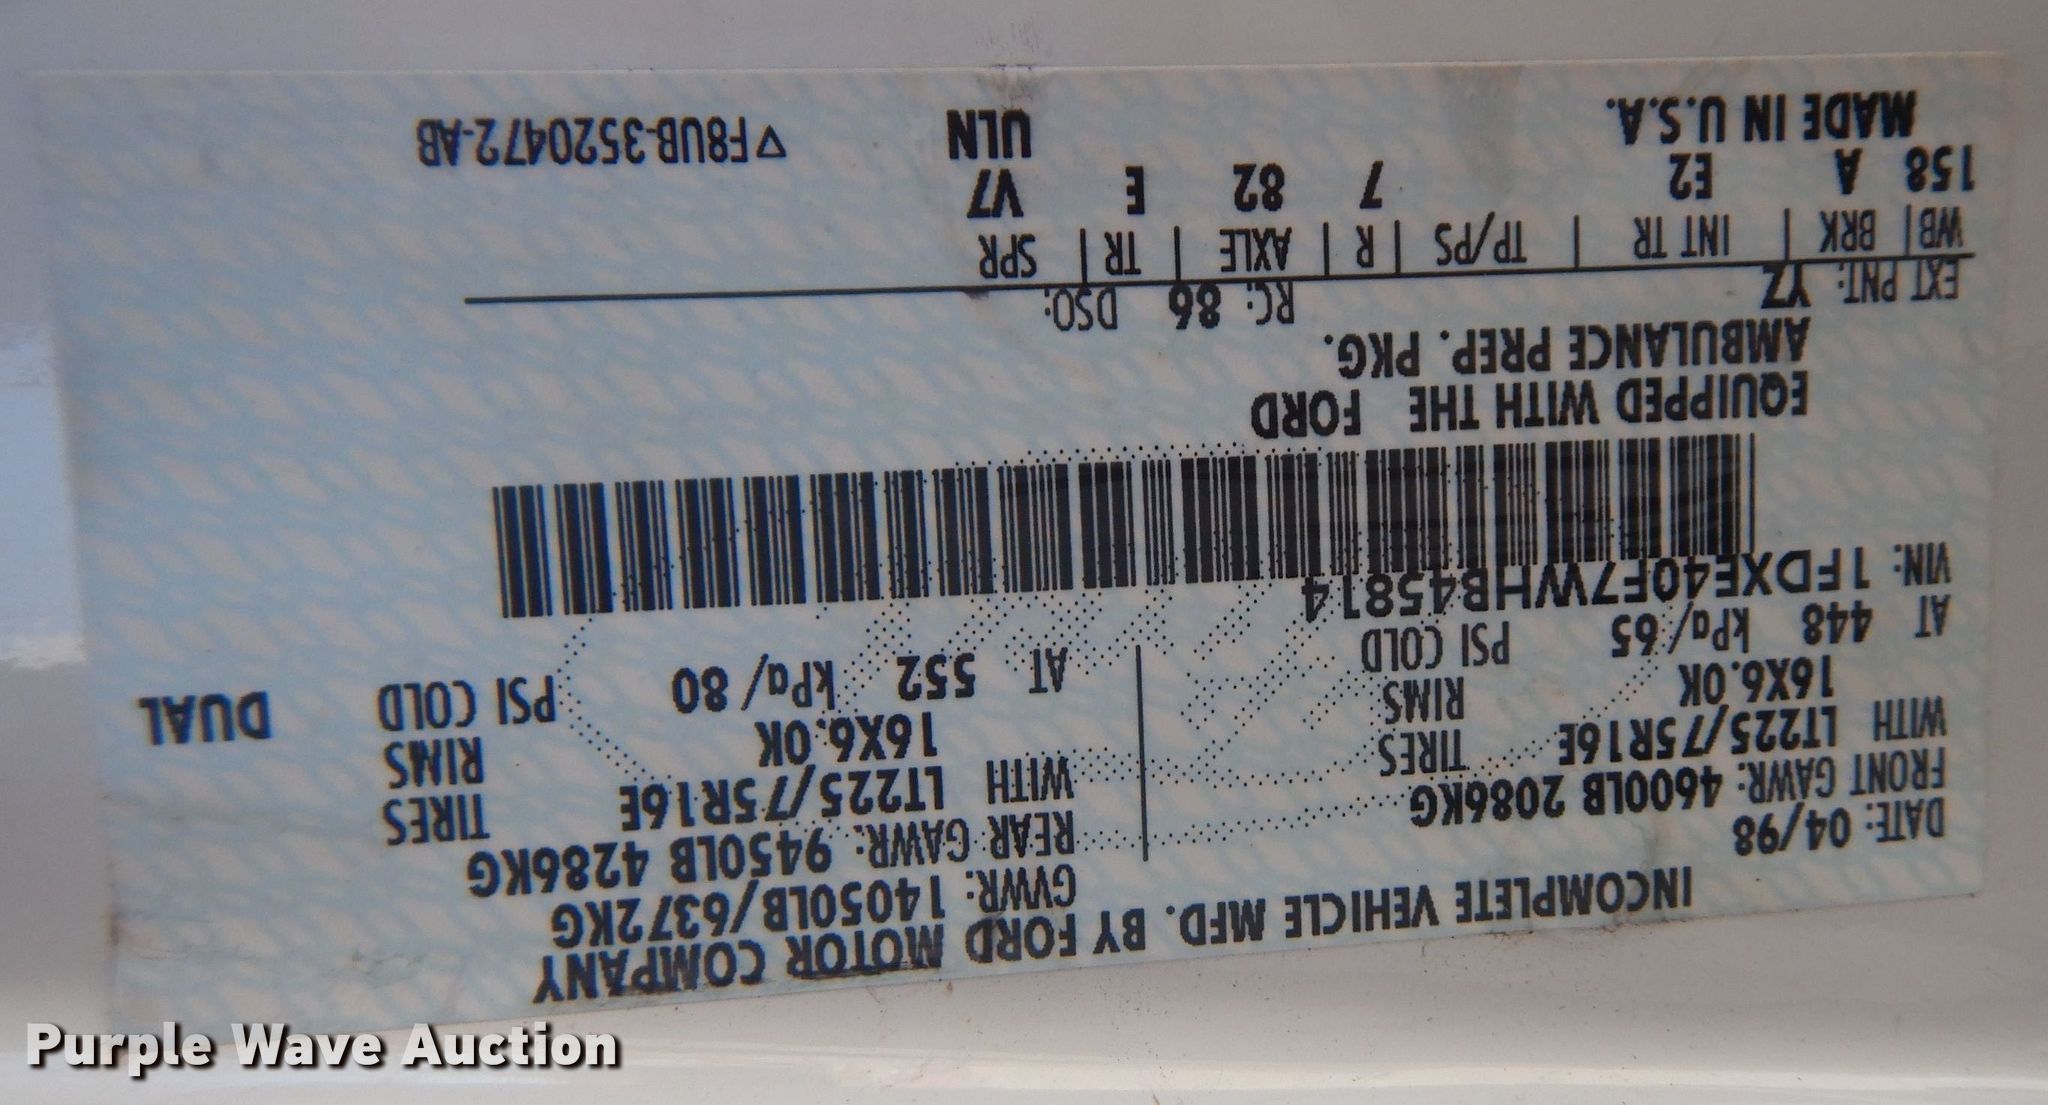 INCOMPLETE VEHICLE MFD. BY FORD MOTOR COMPANY
DATE: 04/98 GVWR: 14050LB/6372KG
FRONT GAWR: 4600LB 2086KG REAR GAWR: 9450LB 4286KG
WITH LT225/75R16E TIRES WITH LT225/75R16E TIRES
16X6.0K RIMS 16X6.0K RIMS
AT 448 kPa/65 PSI COLD AT 552 kPa/80 PSI COLD DUAL
VIN: 1FDXE40F7WHB45814
EQUIPPED WITH THE FORD
AMBULANCE PREP. PKG.
EXT PNT: YZ RC: 86 DSO:
WB| BRK | INT TR | TP/PS | R | AXLE | TR | SPR
158 A E2 7 82 E V7
MADE IN U.S.A. ULN ▽F8UB-3520472-AB
Purple Wave Auction